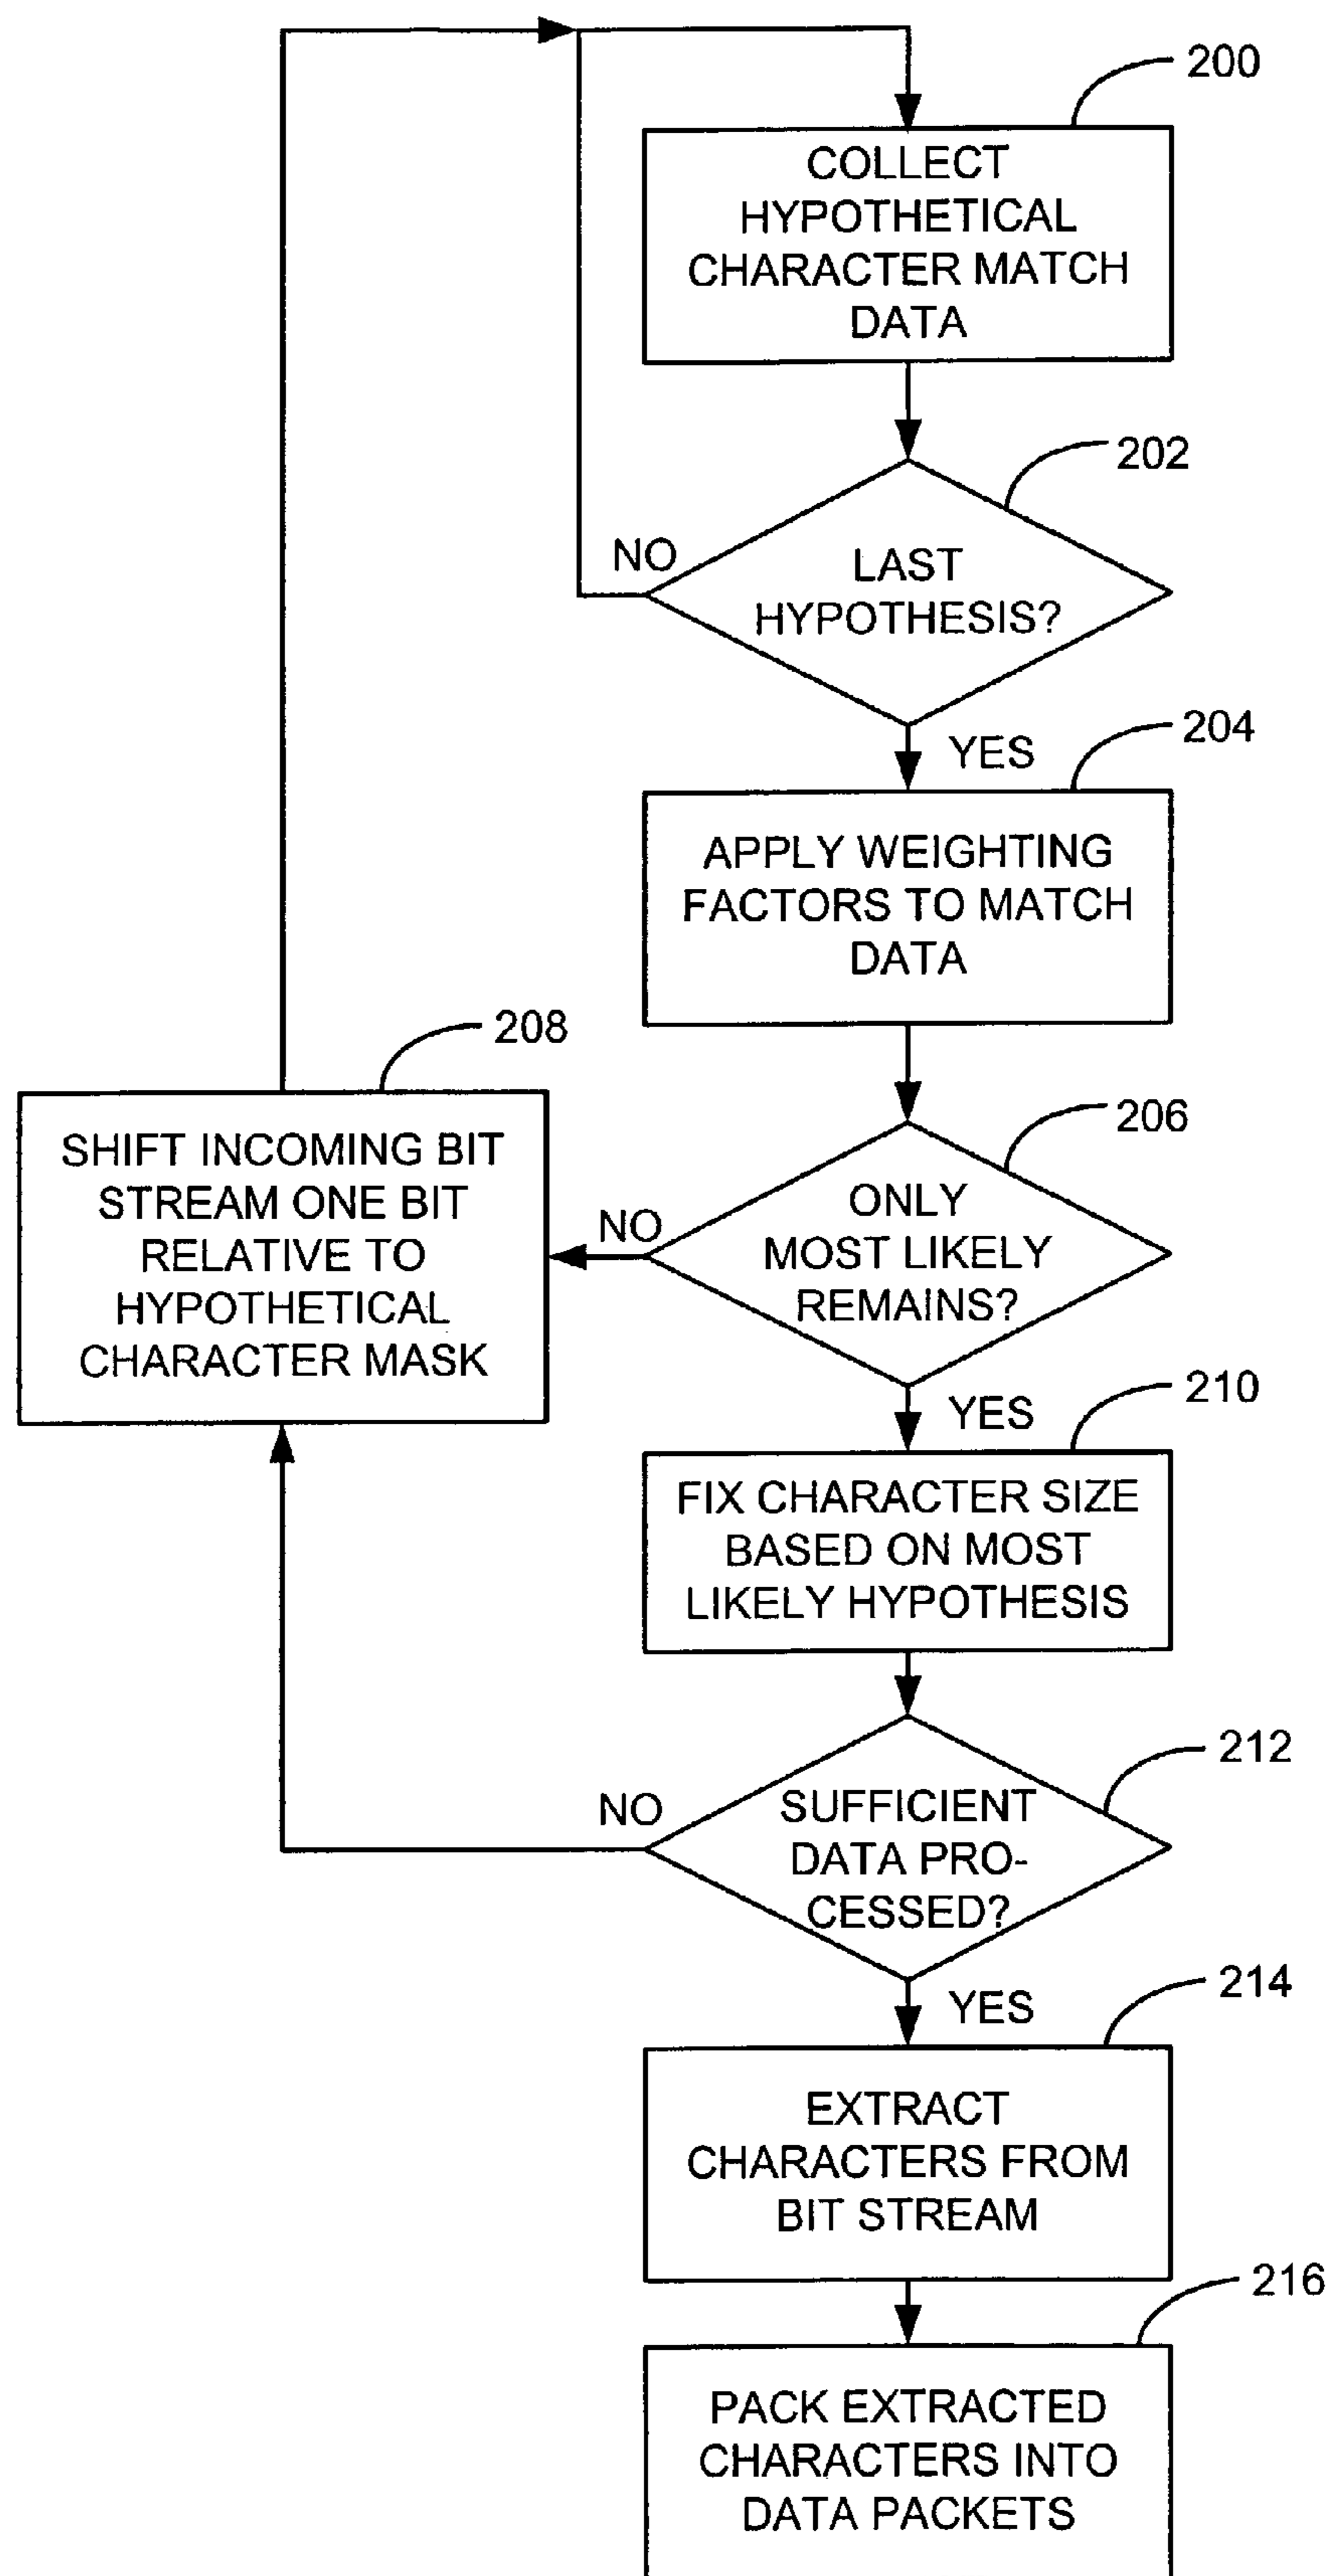 200
COLLECT
HYPOTHETICAL
CHARACTER MATCH
DATA
202
NO
LAST
HYPOTHESIS?
YES
204
APPLY WEIGHTING
FACTORS TO MATCH
DATA
208
SHIFT INCOMING BIT
STREAM ONE BIT
RELATIVE TO
HYPOTHETICAL
CHARACTER MASK
206
NO
ONLY
MOST LIKELY
REMAINS?
YES
210
FIX CHARACTER SIZE
BASED ON MOST
LIKELY HYPOTHESIS
212
NO
SUFFICIENT
DATA PRO-
CESSED?
YES
214
EXTRACT
CHARACTERS FROM
BIT STREAM
216
PACK EXTRACTED
CHARACTERS INTO
DATA PACKETS